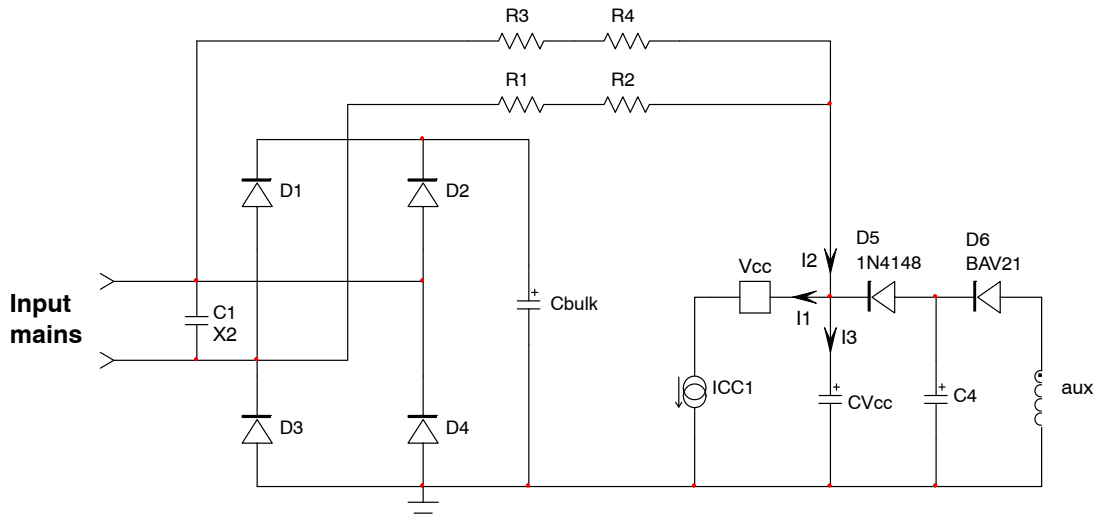 R3
R4
R1
R2
D1
D2
D5
1N4148
D6
BAV21
Vcc
I2
I1
I3
Input
mains
C1
X2
+
Cbulk
ICC1
+
CVcc
+
C4
aux
D3
D4